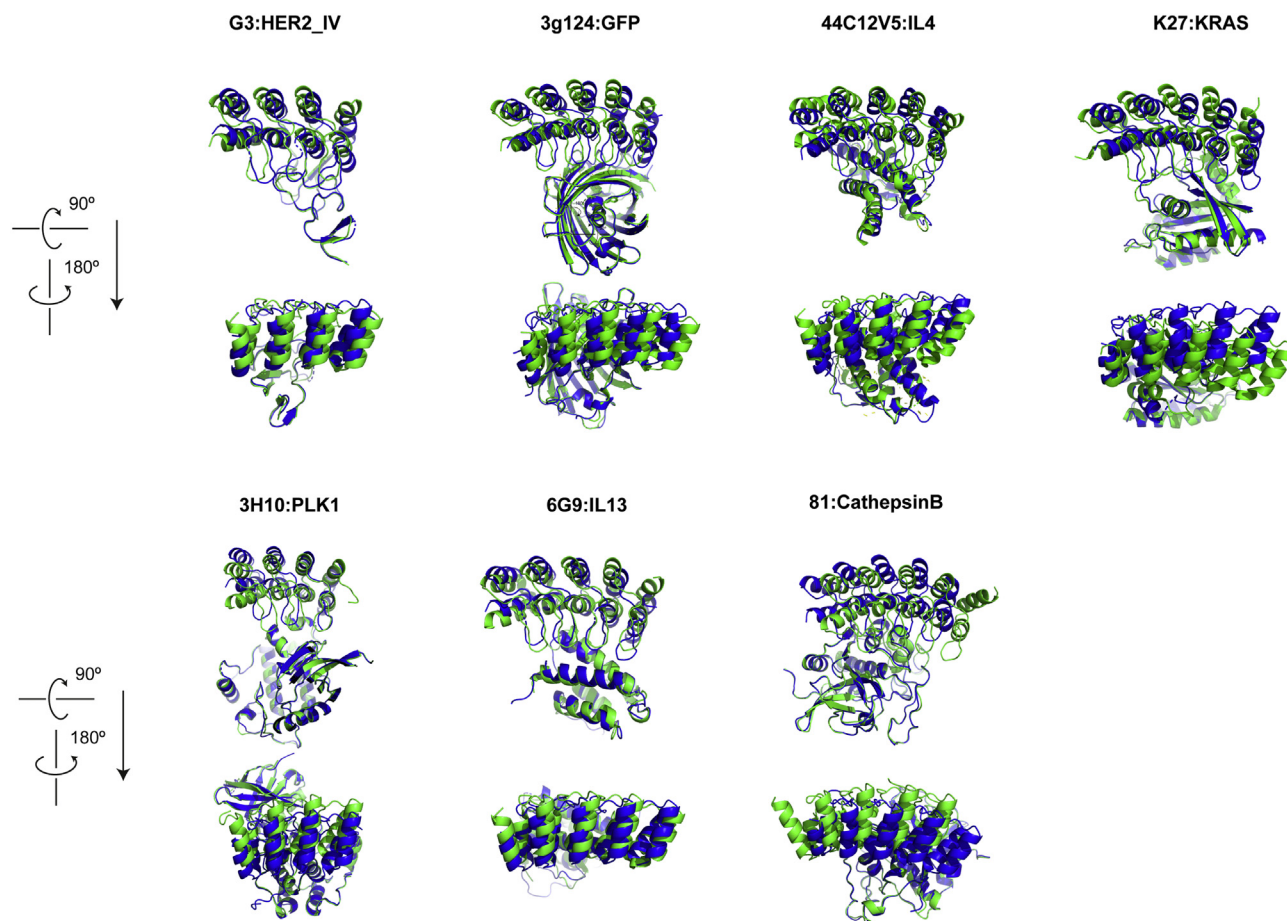 G3:HER2_IV
3g124:GFP
44C12V5:IL4
K27:KRAS
90º
180º
3H10:PLK1
6G9:IL13
81:CathepsinB
90º
180º